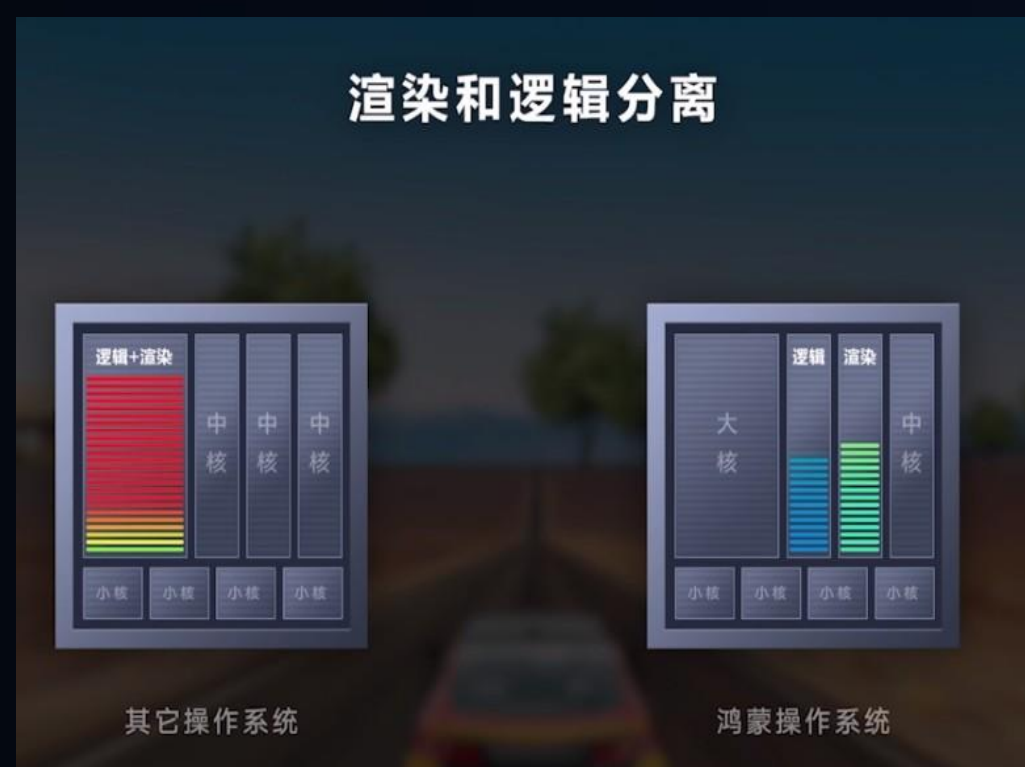 渲染和逻辑分离
逻辑+渲染
中核
中核
中核
小核
小核
小核
小核
其它操作系统
大核
逻辑
渲染
中核
小核
小核
小核
小核
鸿蒙操作系统